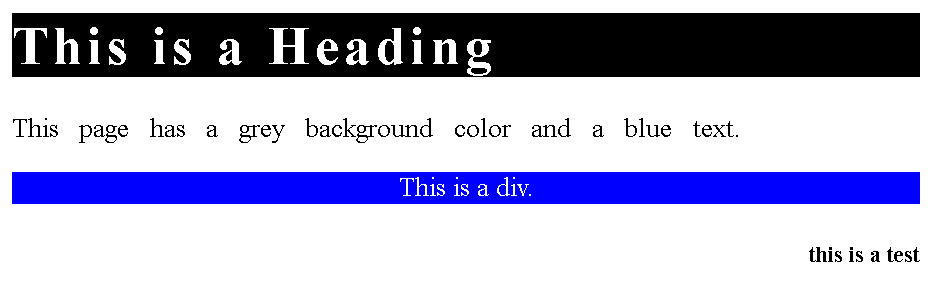 This is a Heading
This page has a grey background color and a blue text.
This is a div.
this is a test